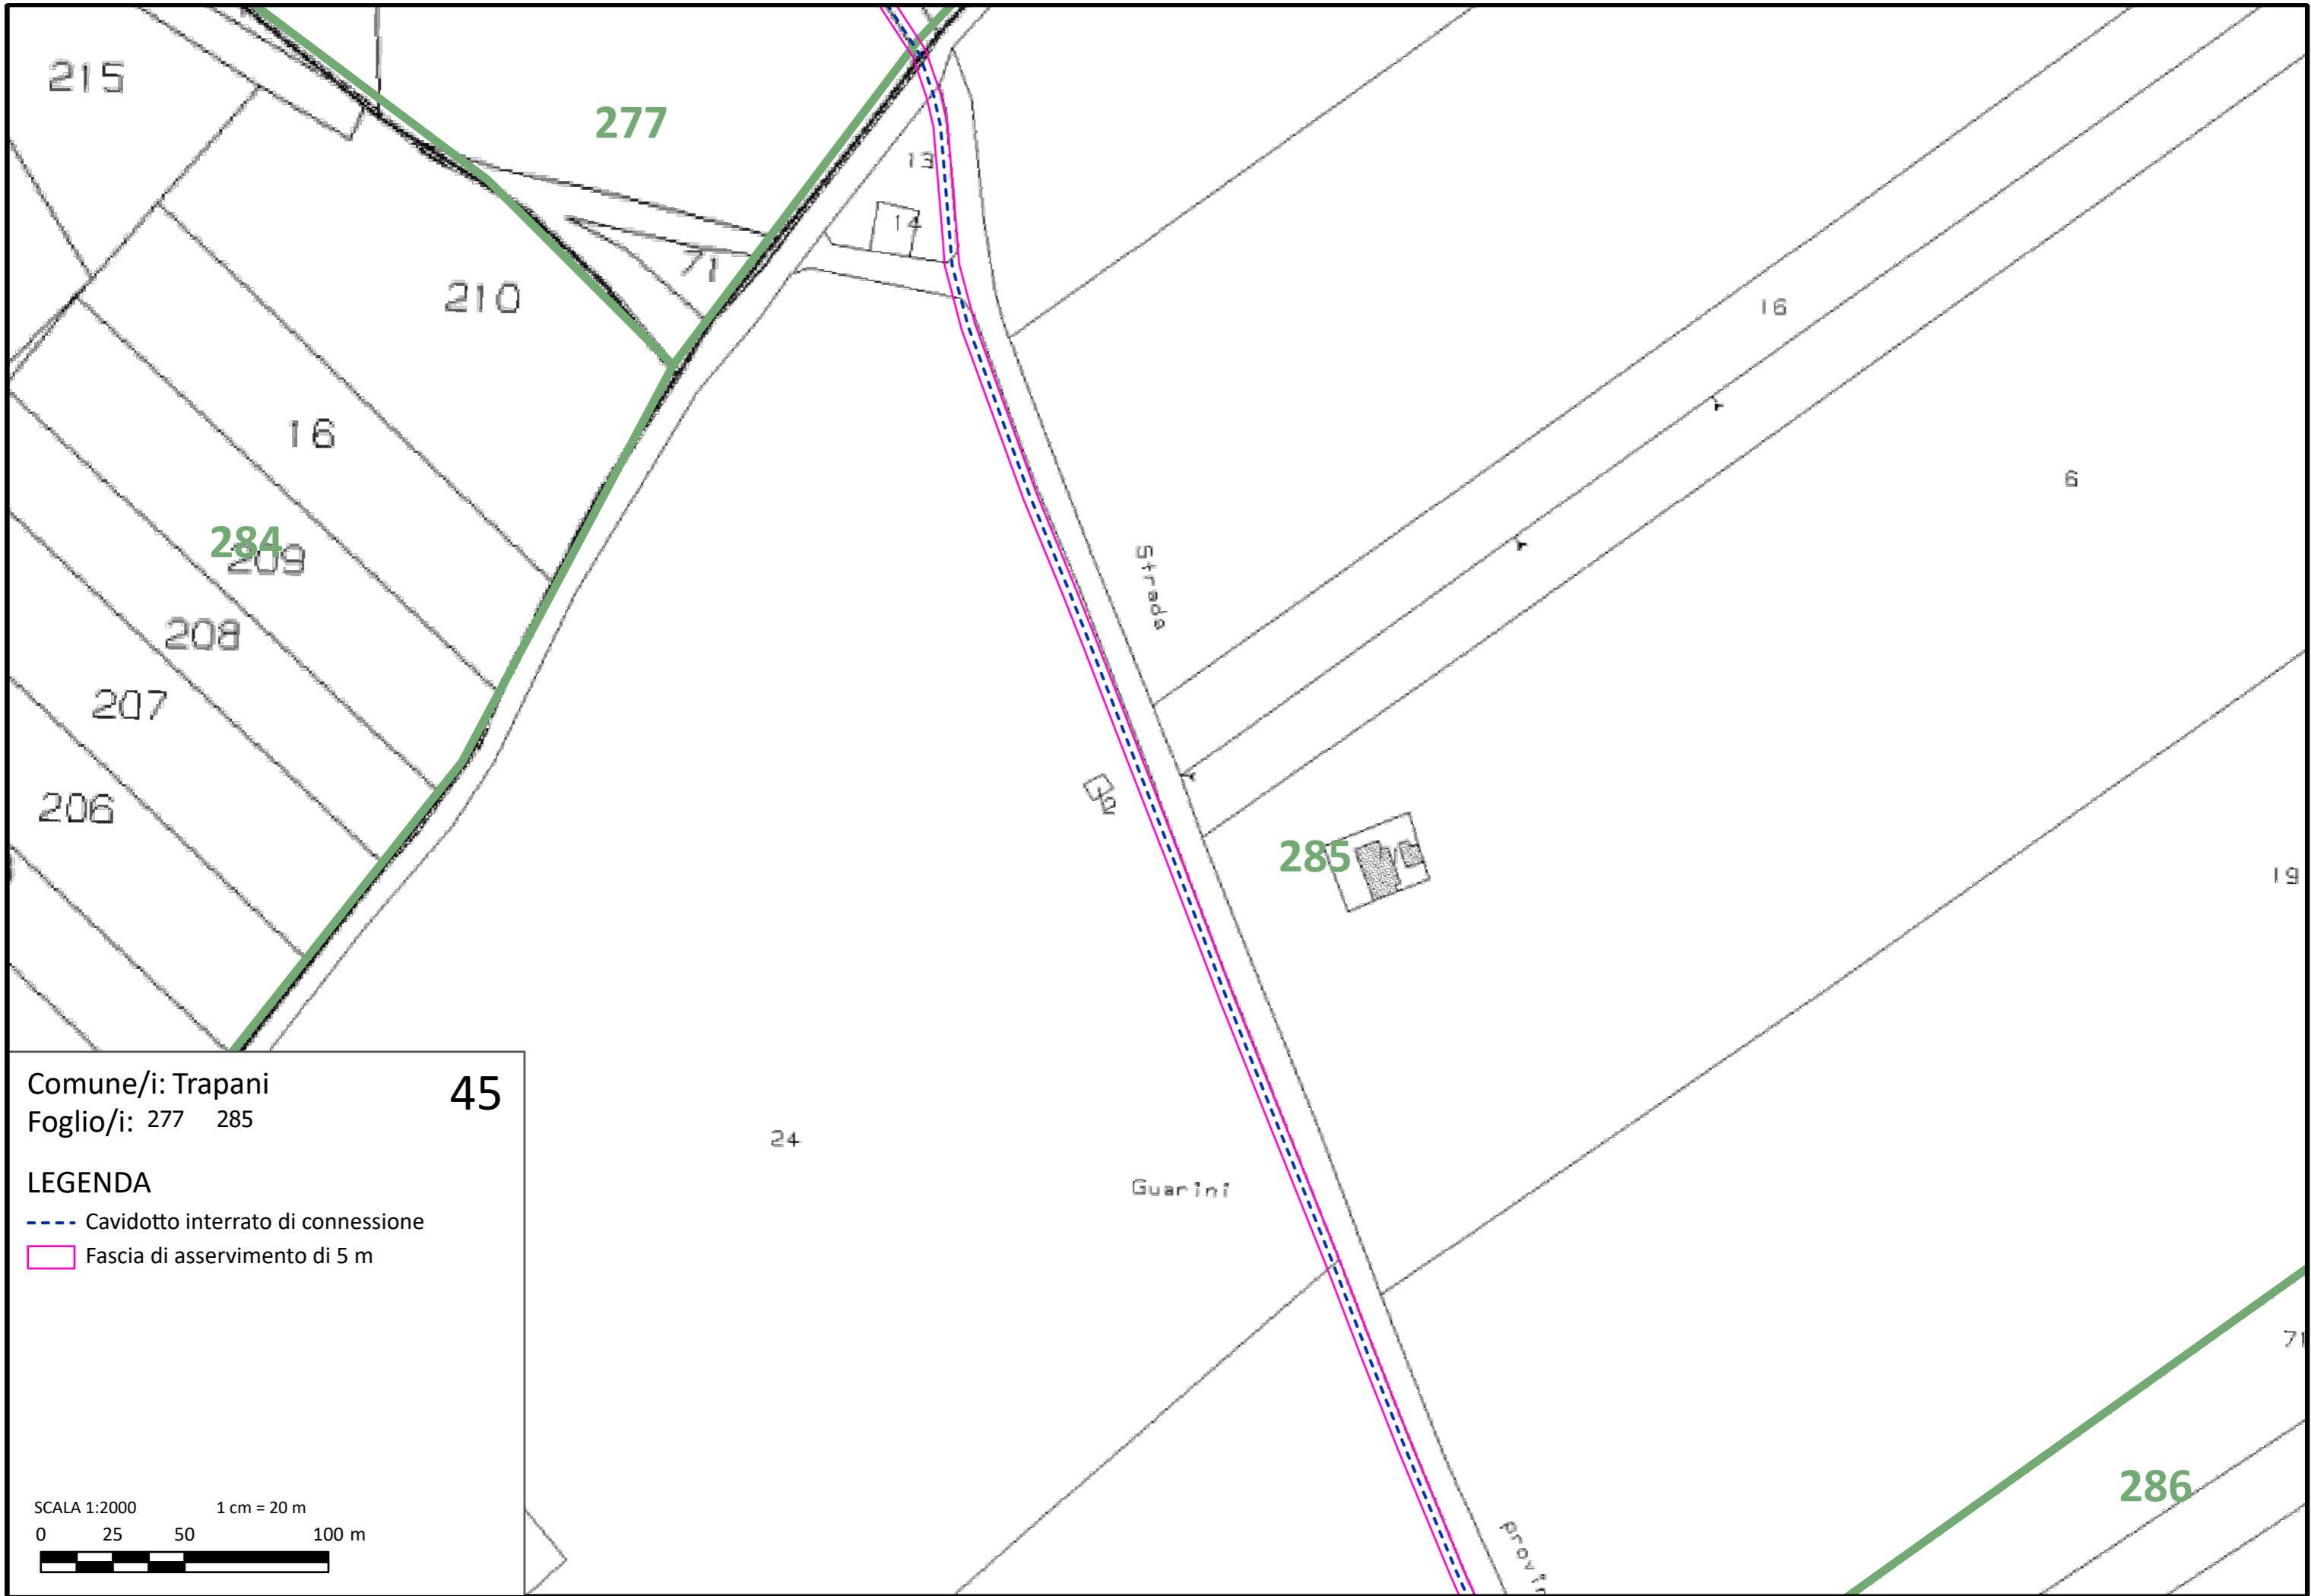 215
277
13
14
71
210
16
16
6
284
209
Strada
208
207
206
285
19
Comune/i: Trapani
45
Foglio/i: 277 285
24
LEGENDA
Guarini
Cavidotto interrato di connessione
Fascia di asservimento di 5 m
71
286
SCALA 1:2000 1 cm = 20 m
0 25 50 100 m
provin